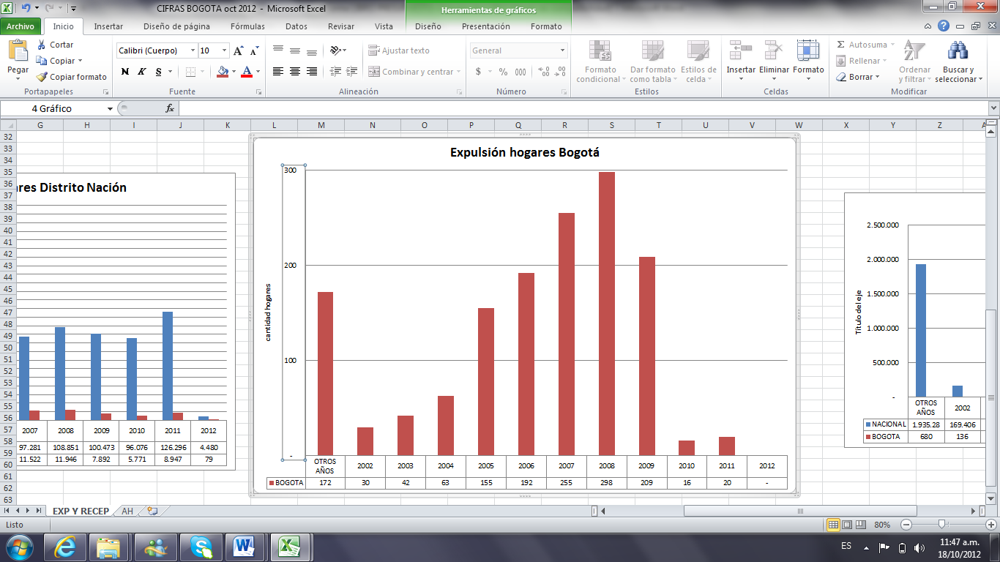 CIFRAS BOGOTA oct 2012 - Microsoft Excel
Herramientas de gráficos
Archivo Inicio Insertar Diseño de página Fórmulas Datos Revisar Vista Diseño Presentación Formato
Pegar
Cortar
Copiar
Copiar formato
Portapapeles
Calibri (Cuerpo) 10
N K S
Fuente
Ajustar texto
Combinar y centrar
Alineación
General
$ % 000
Número
Formato condicional
Dar formato como tabla
Estilos de celda
Estilos
Insertar Eliminar Formato
Celdas
Autosuma
Rellenar
Borrar
Ordenar y filtrar
Buscar y seleccionar
Modificar
4 Gráfico fx
G H I J K L M N O P Q R S T U V W X Y Z A
32
33
34
35
36
37
38
39
40
41
42
43
44
45
46
47
48
49
50
51
52
53
54
55
56
57
58
59
60
61
62
63
ares Distrito Nación
2007 2008 2009 2010 2011 2012
97.281 108.851 100.473 96.076 126.296 4.480
11.522 11.946 7.892 5.771 8.947 79
Expulsión hogares Bogotá
cantidad hogares
300
200
100
-
OTROS AÑOS 2002 2003 2004 2005 2006 2007 2008 2009 2010 2011 2012
BOGOTA 172 30 42 63 155 192 255 298 209 16 20 -
Título del eje
2.500.000
2.000.000
1.500.000
1.000.000
500.000
-
OTROS AÑOS 2002
NACIONAL 1.935.28 169.406
BOGOTA 680 136
EXP Y RECEP AH
Listo 80%
ES
11:47 a.m.
18/10/2012